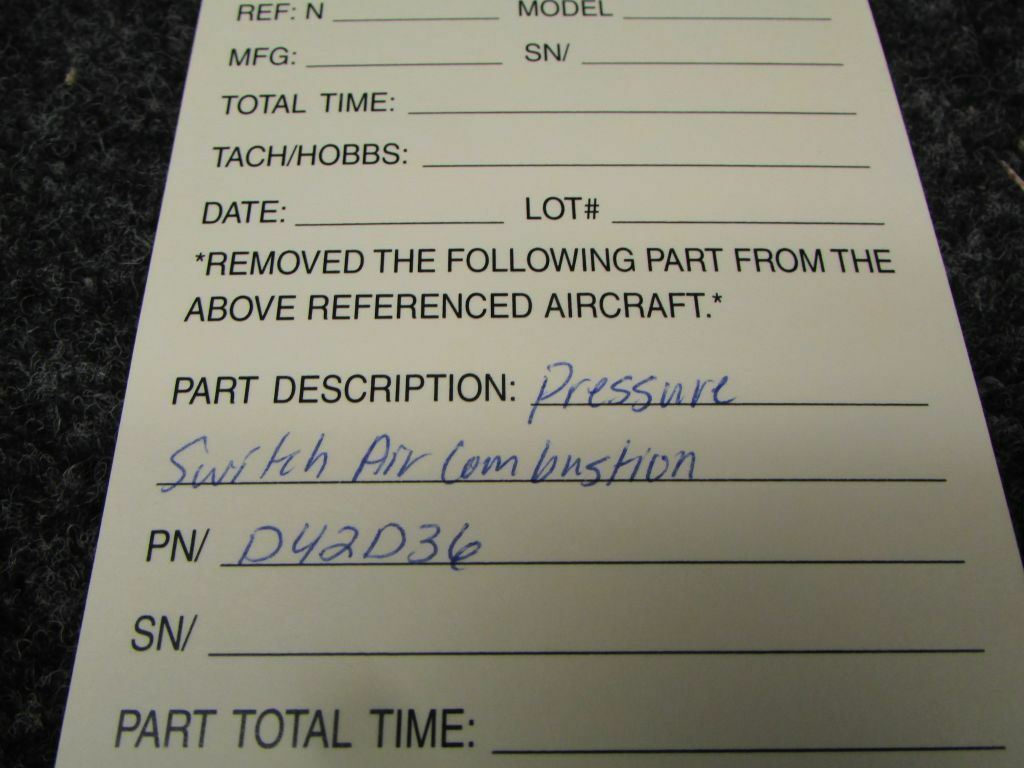 REF: N MODEL
MFG: SN/
TOTAL TIME:
TACH/HOBBS:
DATE: LOT#
*REMOVED THE FOLLOWING PART FROM THE
ABOVE REFERENCED AIRCRAFT.*
PART DESCRIPTION: Pressure
Switch Air Combustion
PN/ D42D36
SN/
PART TOTAL TIME: